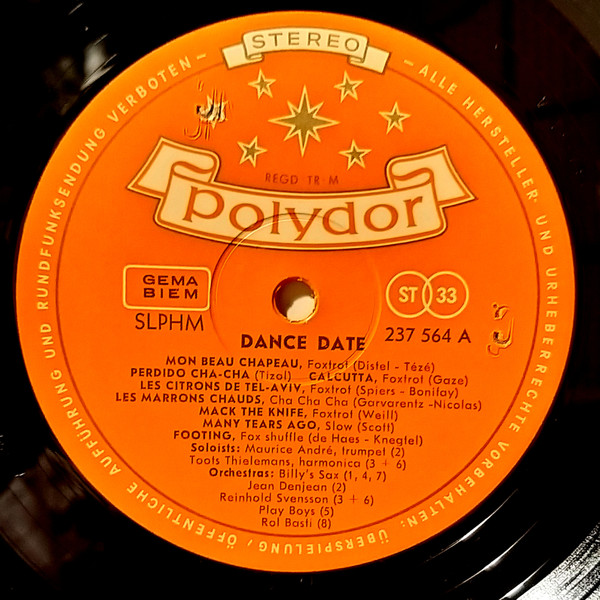 STEREO
– ALLE HERSTELLER- UND URHEBERRECHTE VORBEHALTEN: ÜBERSPIELUNG / ÖFFENTLICHE AUFFÜHRUNG UND RUNDFUNKSENDUNG VERBOTEN –
REGD TR M
polydor
GEMA
BIEM
ST 33
SLPHM
237 564 A
DANCE DATE
MON BEAU CHAPEAU, Foxtrot (Distel - Tézé)
PERDIDO CHA-CHA (Tizol) CALCUTTA, Foxtrot (Gaze)
LES CITRONS DE TEL-AVIV, Foxtrot (Spiers - Bonifay)
LES MARRONS CHAUDS, Cha Cha Cha (Garvarentz -Nicolas)
MACK THE KNIFE, Foxtrot (Weill)
MANY TEARS AGO, Slow (Scott)
FOOTING, Fox shuffle (de Haes - Knegtel)
Soloists: Maurice André, trumpet (2)
Toots Thielemans, harmonica (3 + 6)
Orchestras: Billy's Sax (1, 4, 7)
Jean Denjean (2)
Reinhold Svensson (3 + 6)
Play Boys (5)
Rol Basti (8)